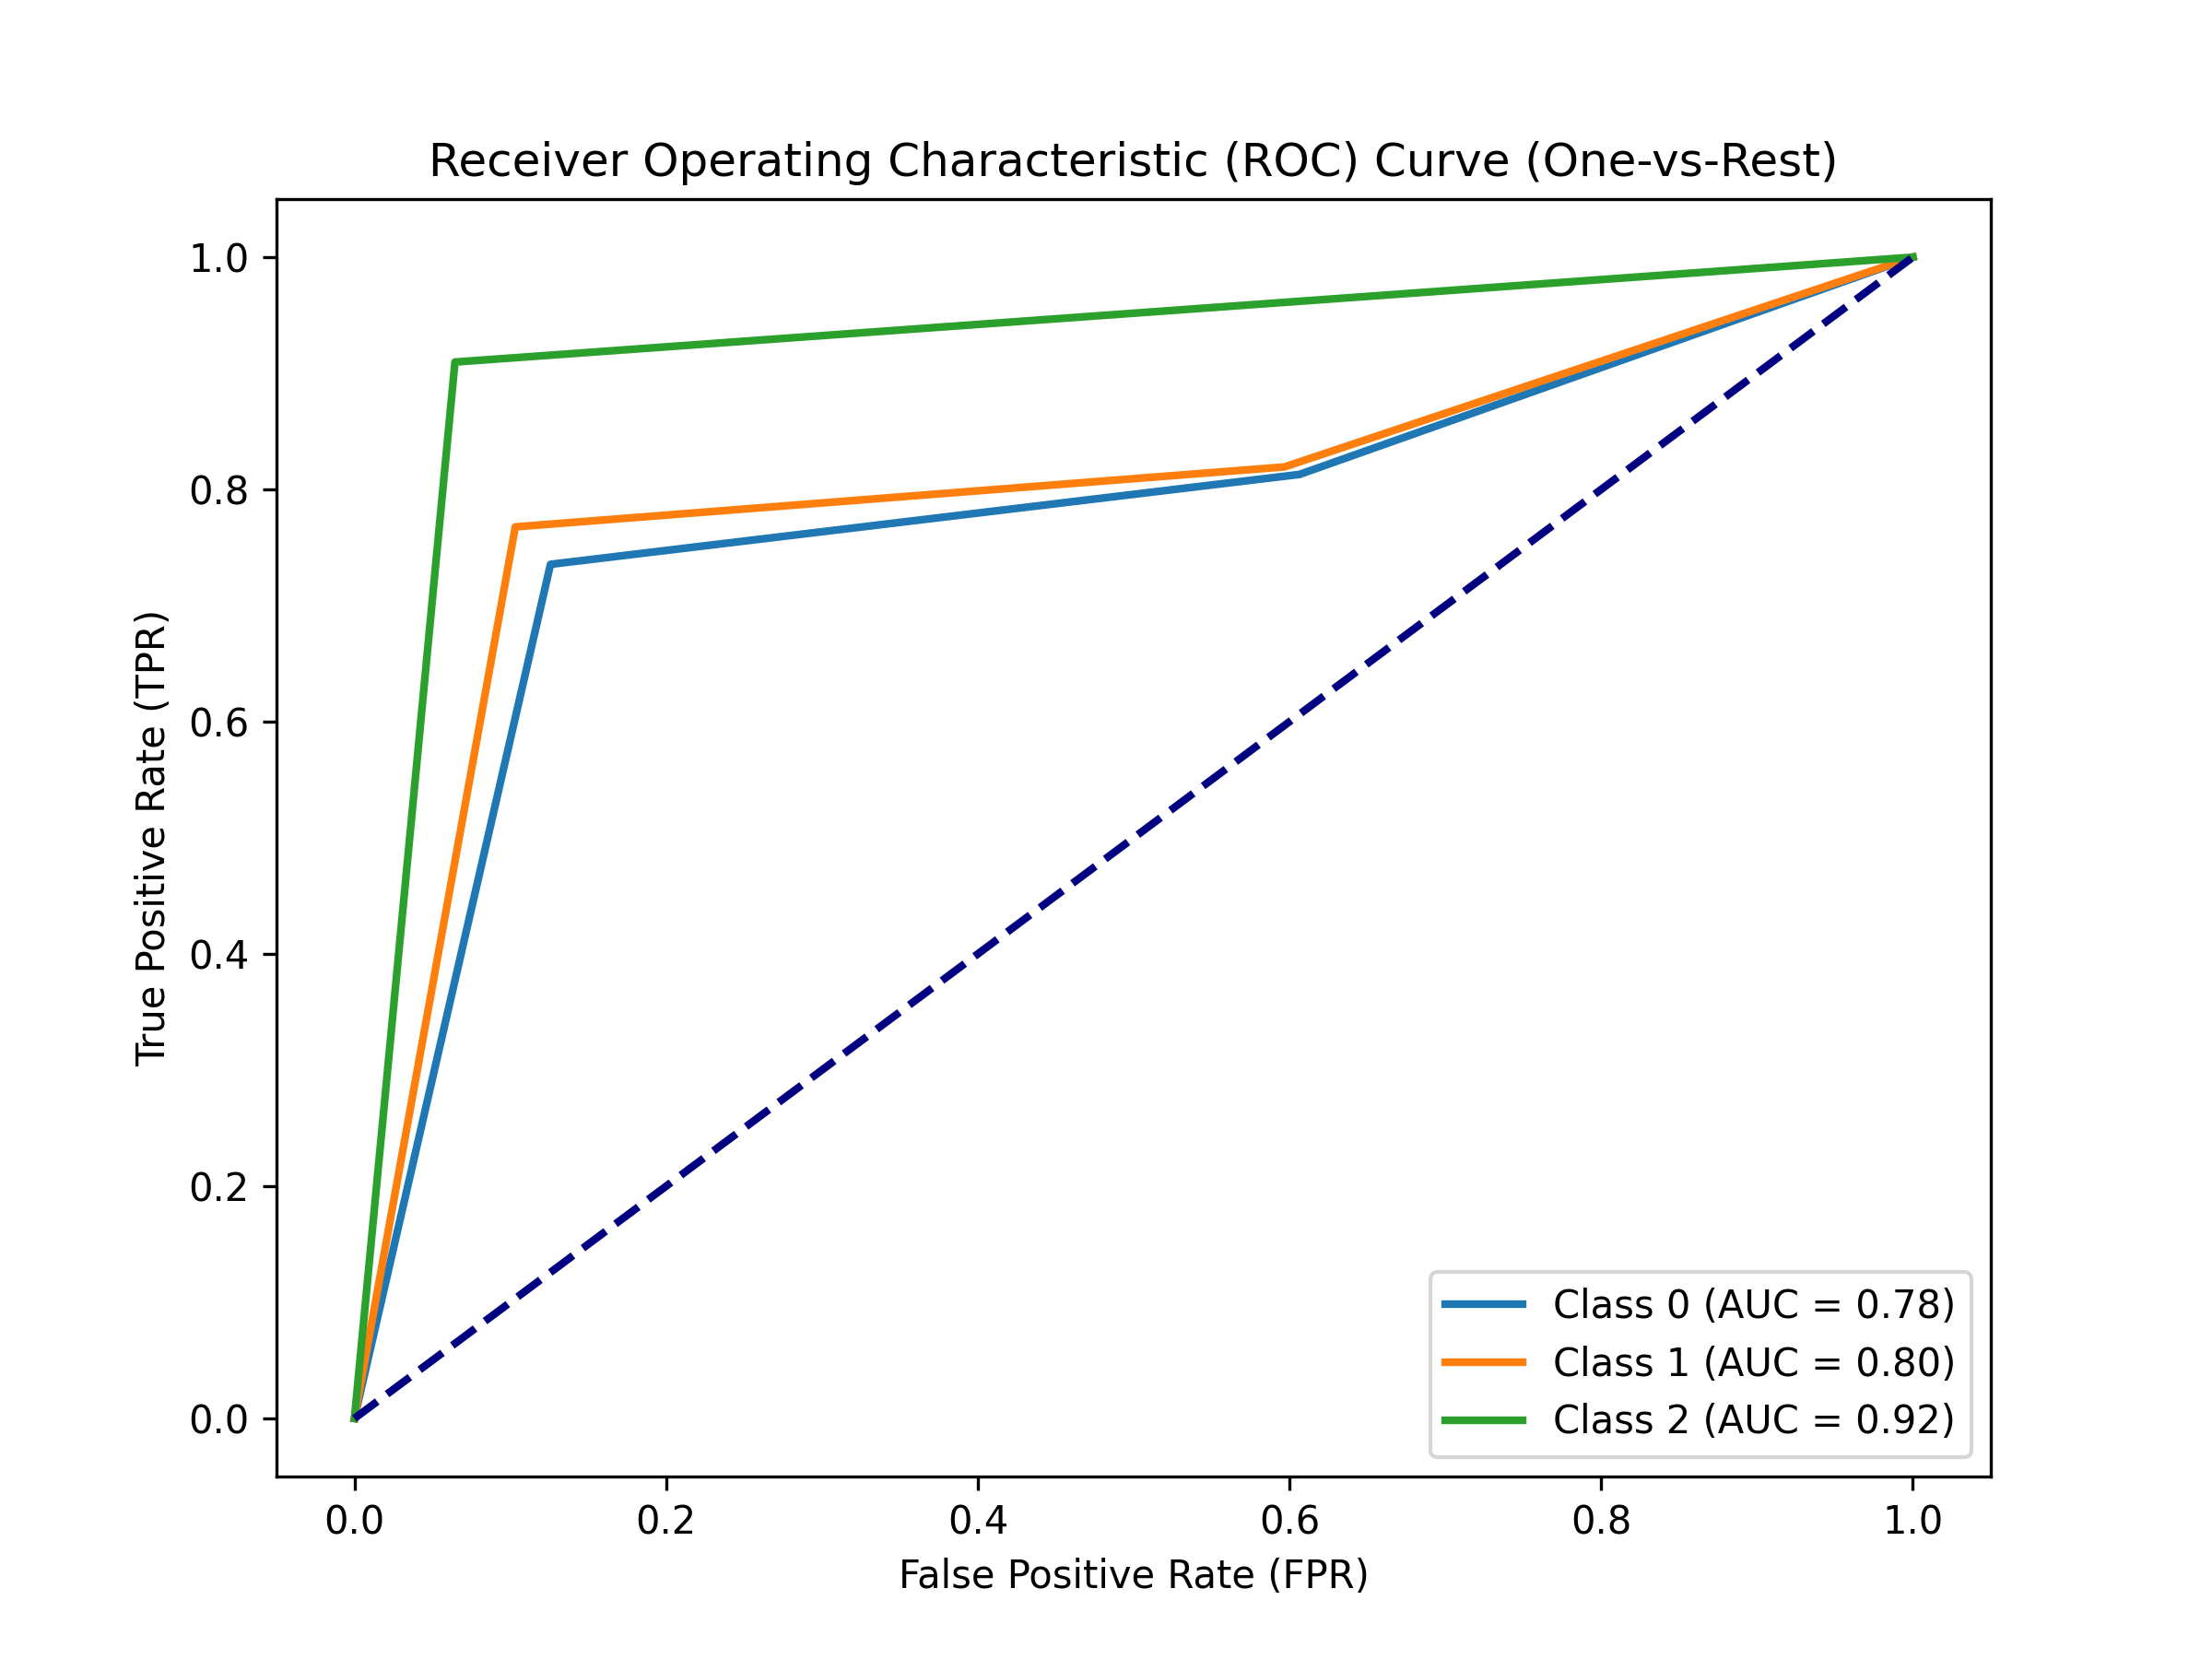 Receiver Operating Characteristic (ROC) Curve (One-vs-Rest)
True Positive Rate (TPR)
1.0
0.8
0.6
0.4
0.2
0.0
Class 0 (AUC = 0.78)
Class 1 (AUC = 0.80)
Class 2 (AUC = 0.92)
0.0 0.2 0.4 0.6 0.8 1.0
False Positive Rate (FPR)